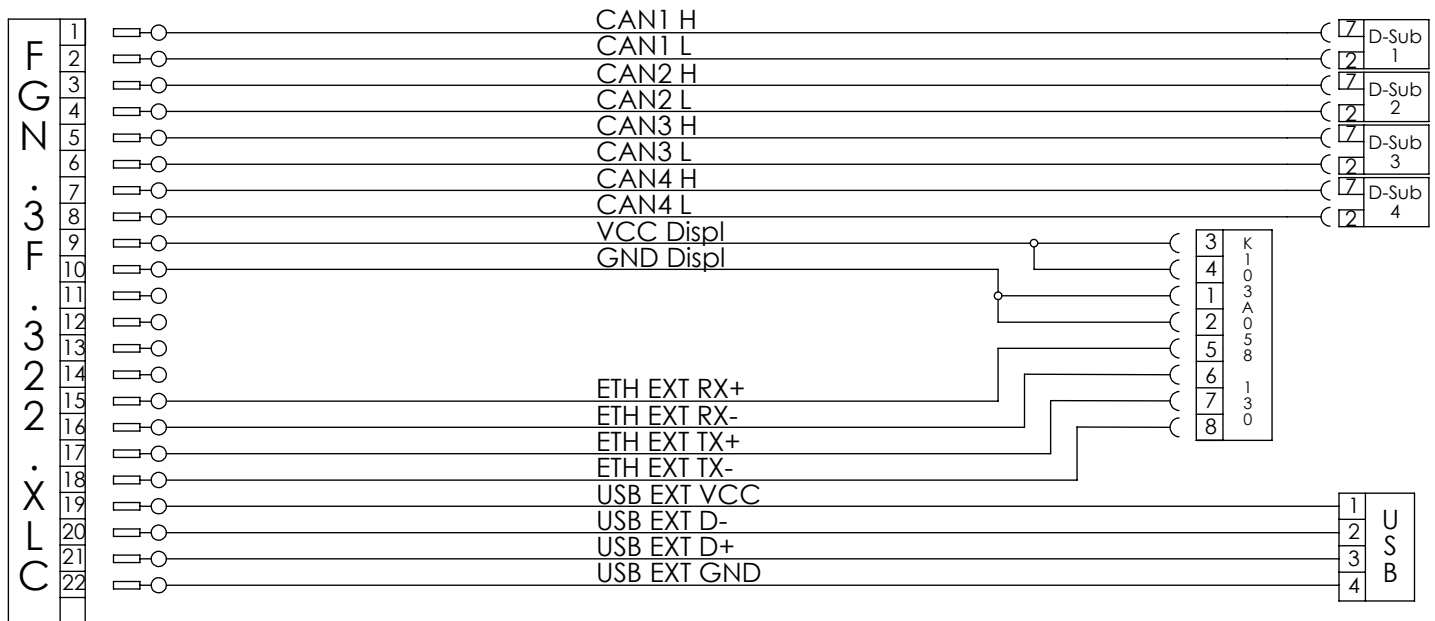 FGN.3F.322.XLC
1 CAN1 H 7 D-Sub 1
2 CAN1 L 2
3 CAN2 H 7 D-Sub 2
4 CAN2 L 2
5 CAN3 H 7 D-Sub 3
6 CAN3 L 2
7 CAN4 H 7 D-Sub 4
8 CAN4 L 2
9 VCC Displ 3
10 GND Displ 4
11 1
12 2
13 5
14 6
15 ETH EXT RX+ 7
16 ETH EXT RX- 8
K103A058 130
17 ETH EXT TX+
18 ETH EXT TX-
19 USB EXT VCC 1
20 USB EXT D- 2
21 USB EXT D+ 3
22 USB EXT GND 4
USB